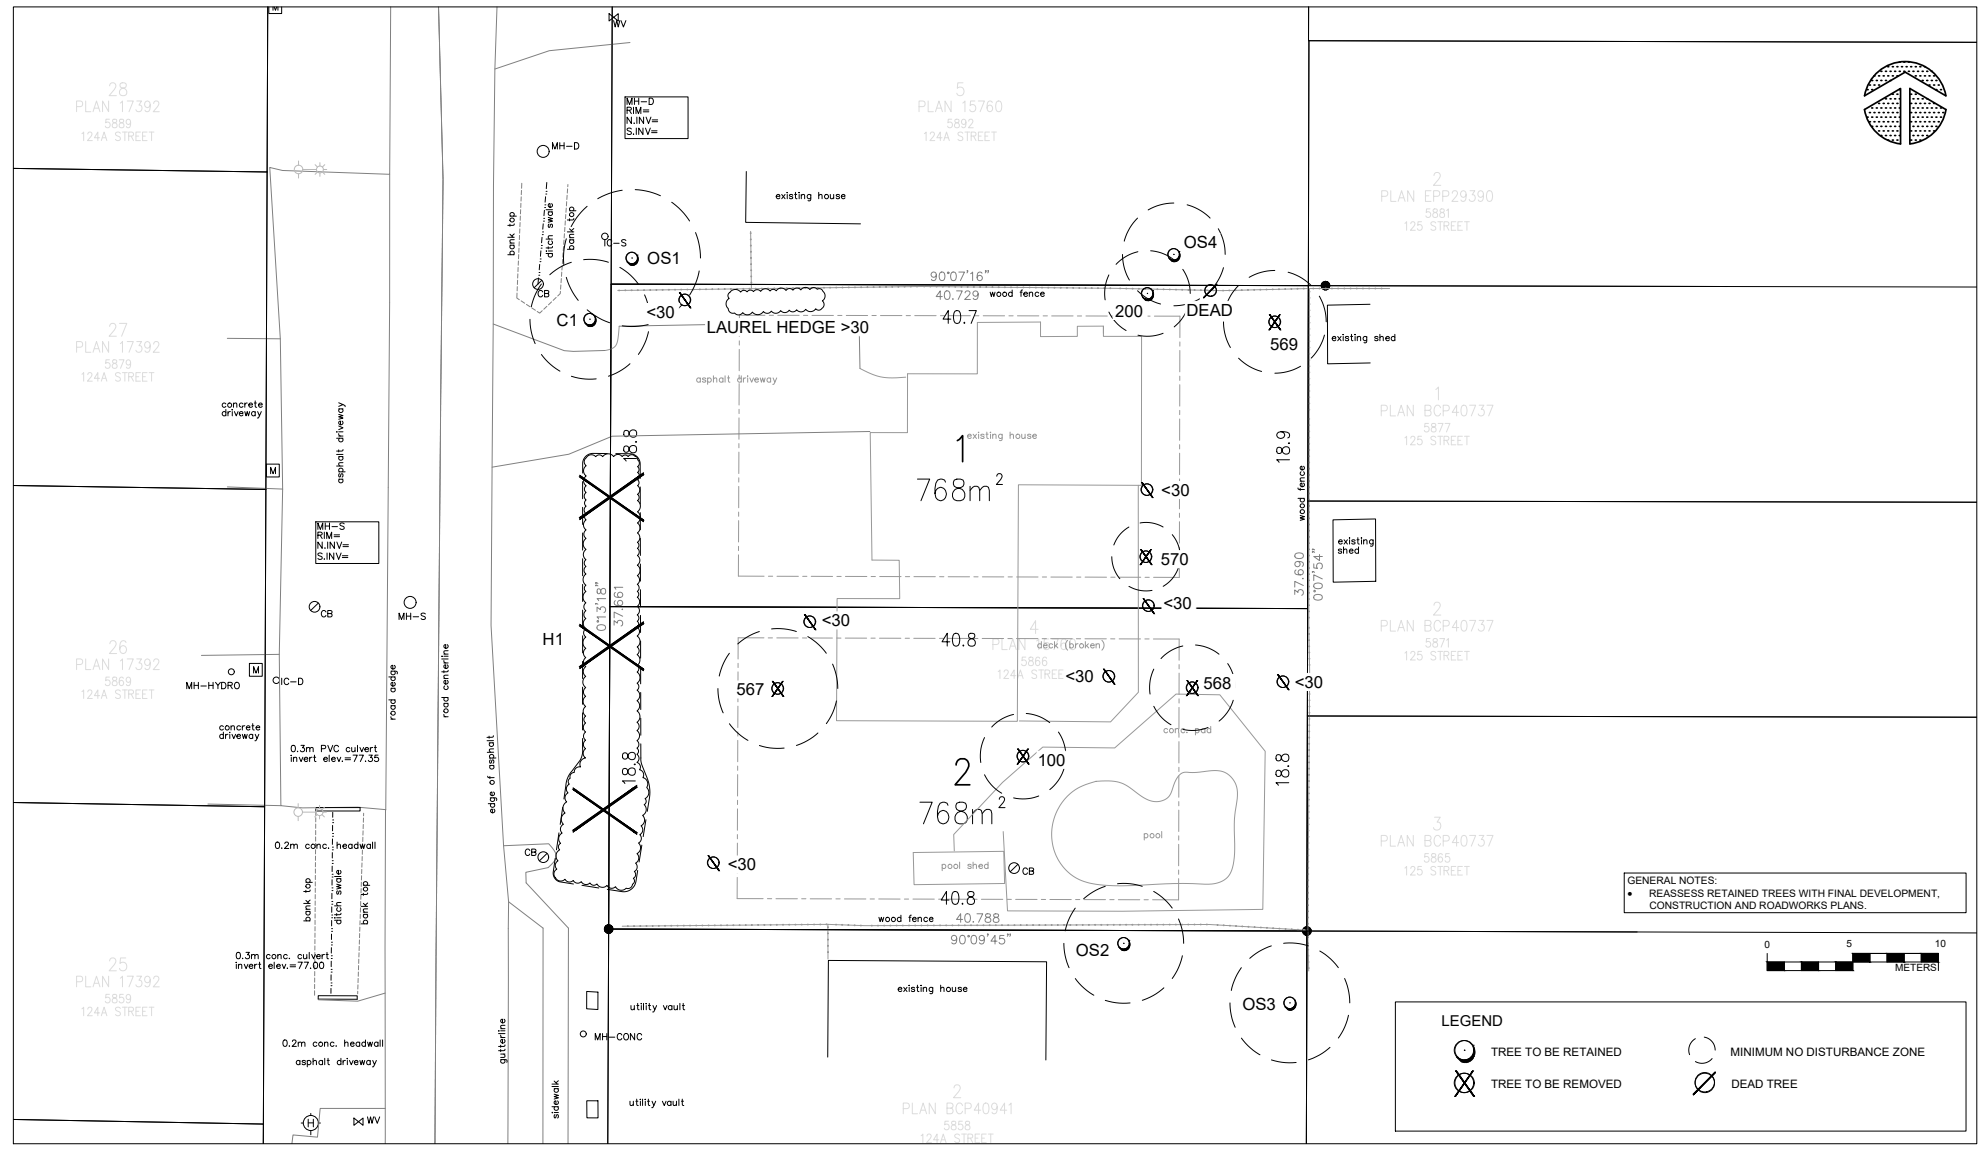 M
WV
28
PLAN 17392
5889
124A STREET
5
PLAN 15760
5892
124A STREET
MH-D
RIM=
N.INV=
S.INV=
MH-D
bank top
ditch swale
bank top
IC-S
OS1
existing house
OS4
2
PLAN EPP29390
5881
125 STREET
CB
C1
<30
90°07'16"
40.729
wood fence
40.7
LAUREL HEDGE >30
200
DEAD
569
existing shed
27
PLAN 17392
5879
124A STREET
asphalt driveway
concrete
driveway
asphalt driveway
M
1
PLAN BCP40737
5877
125 STREET
18.8
1
existing house
768m²
18.9
wood fence
<30
MH-S
RIM=
N.INV=
S.INV=
existing
shed
570
37.690
0°07'54"
0°13'18"
37.661
<30
CB
MH-S
<30
H1
40.8
4
PLAN
deck (broken)
5866
124A STREE
<30
2
PLAN BCP40737
5871
125 STREET
26
PLAN 17392
5869
124A STREET
M
MH-HYDRO
IC-D
road aedge
road centerline
567
568
<30
concrete
driveway
0.3m PVC culvert
invert elev.=77.35
edge of asphalt
18.8
conc. pad
100
2
768m²
18.8
pool
0.2m conc. headwall
CB
<30
pool shed
CB
3
PLAN BCP40737
5865
125 STREET
bank top
ditch swale
bank top
40.8
wood fence
40.788
90°09'45"
OS2
GENERAL NOTES:
• REASSESS RETAINED TREES WITH FINAL DEVELOPMENT,
CONSTRUCTION AND ROADWORKS PLANS.
0 5 10
METERS
0.3m conc. culvert
invert elev.=77.00
25
PLAN 17392
5859
124A STREET
existing house
OS3
utility vault
MH-CONC
gutterline
0.2m conc. headwall
asphalt driveway
sidewalk
utility vault
H
WV
2
PLAN BCP40941
5858
124A STREET
LEGEND
TREE TO BE RETAINED
MINIMUM NO DISTURBANCE ZONE
TREE TO BE REMOVED
DEAD TREE